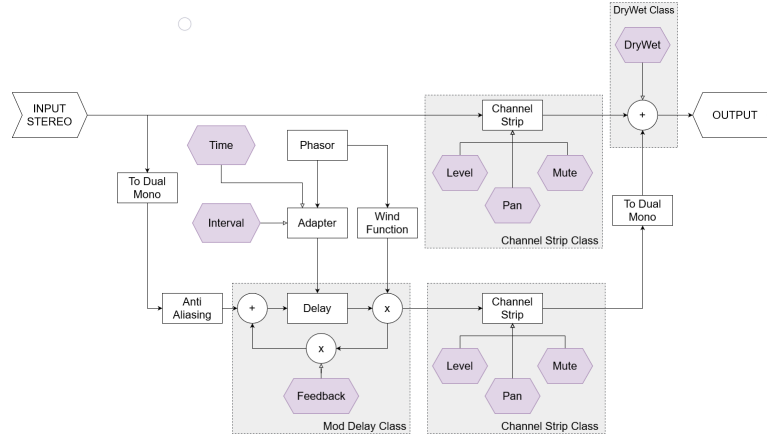 DryWet Class
DryWet
INPUT
STEREO
Channel
Strip
+
OUTPUT
Time
Phasor
Level
Mute
To Dual
Mono
Pan
To Dual
Mono
Interval
Adapter
Wind
Function
Channel Strip Class
Anti
Aliasing
+
Delay
x
Channel
Strip
x
Level
Mute
Feedback
Pan
Mod Delay Class
Channel Strip Class